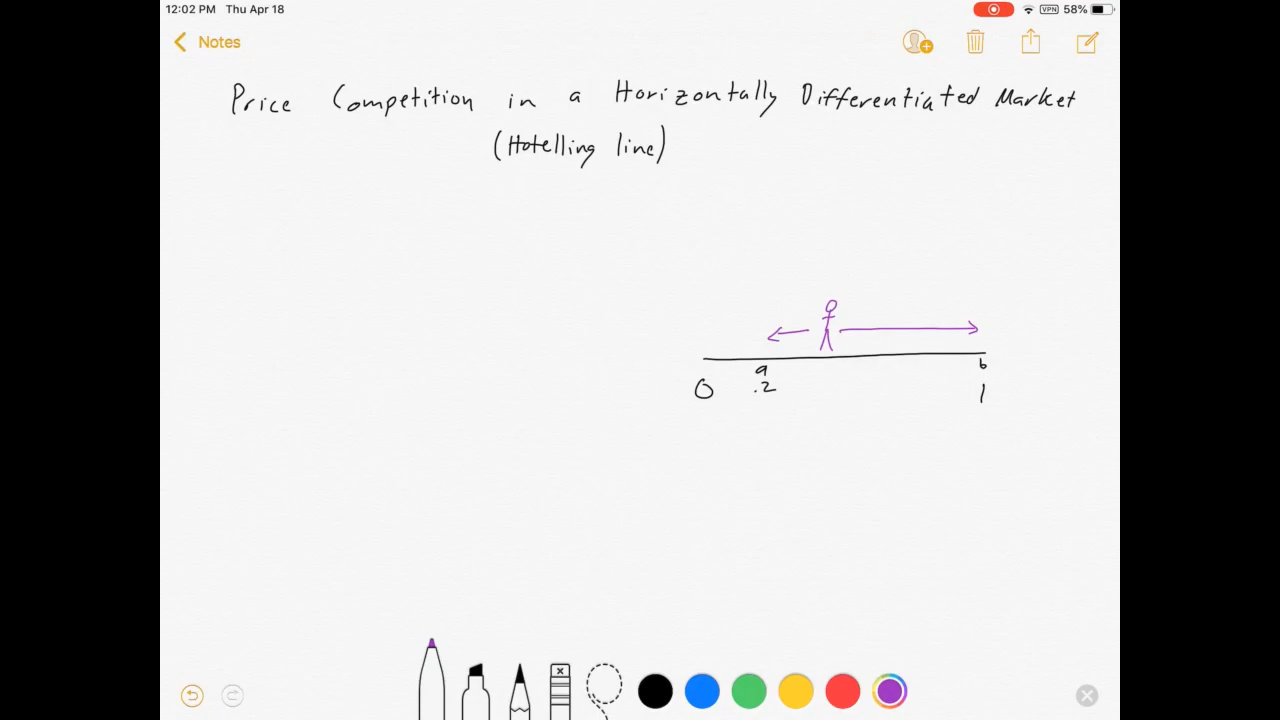 12:02 PM Thu Apr 18 VPN 58%
Notes
Price Competition in a Horizontally Differentiated Market
(Hotelling line)
a b
0 .2 1